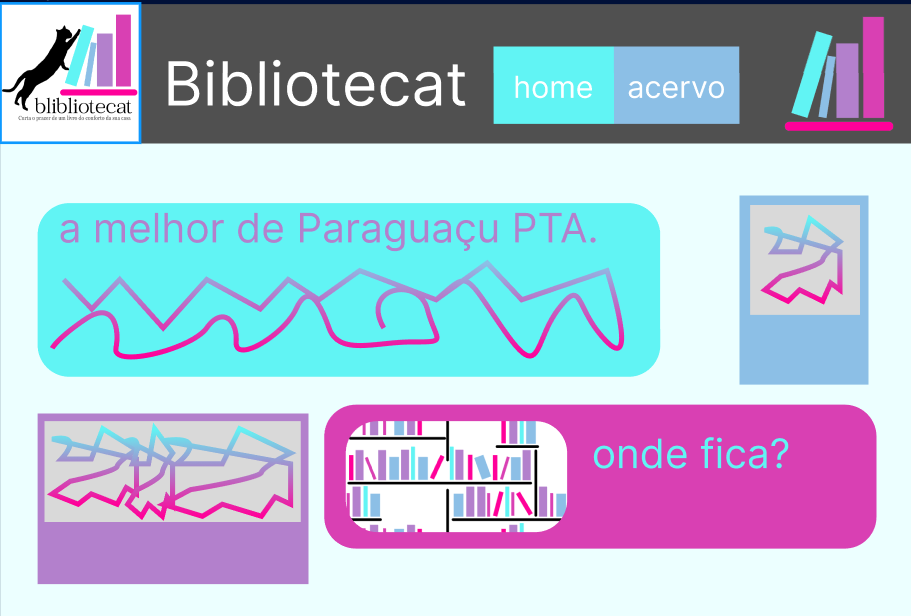 blibliotecat
Curta o prazer de um livro do conforto da sua casa
Bibliotecat
home acervo
a melhor de Paraguaçu PTA.
onde fica?